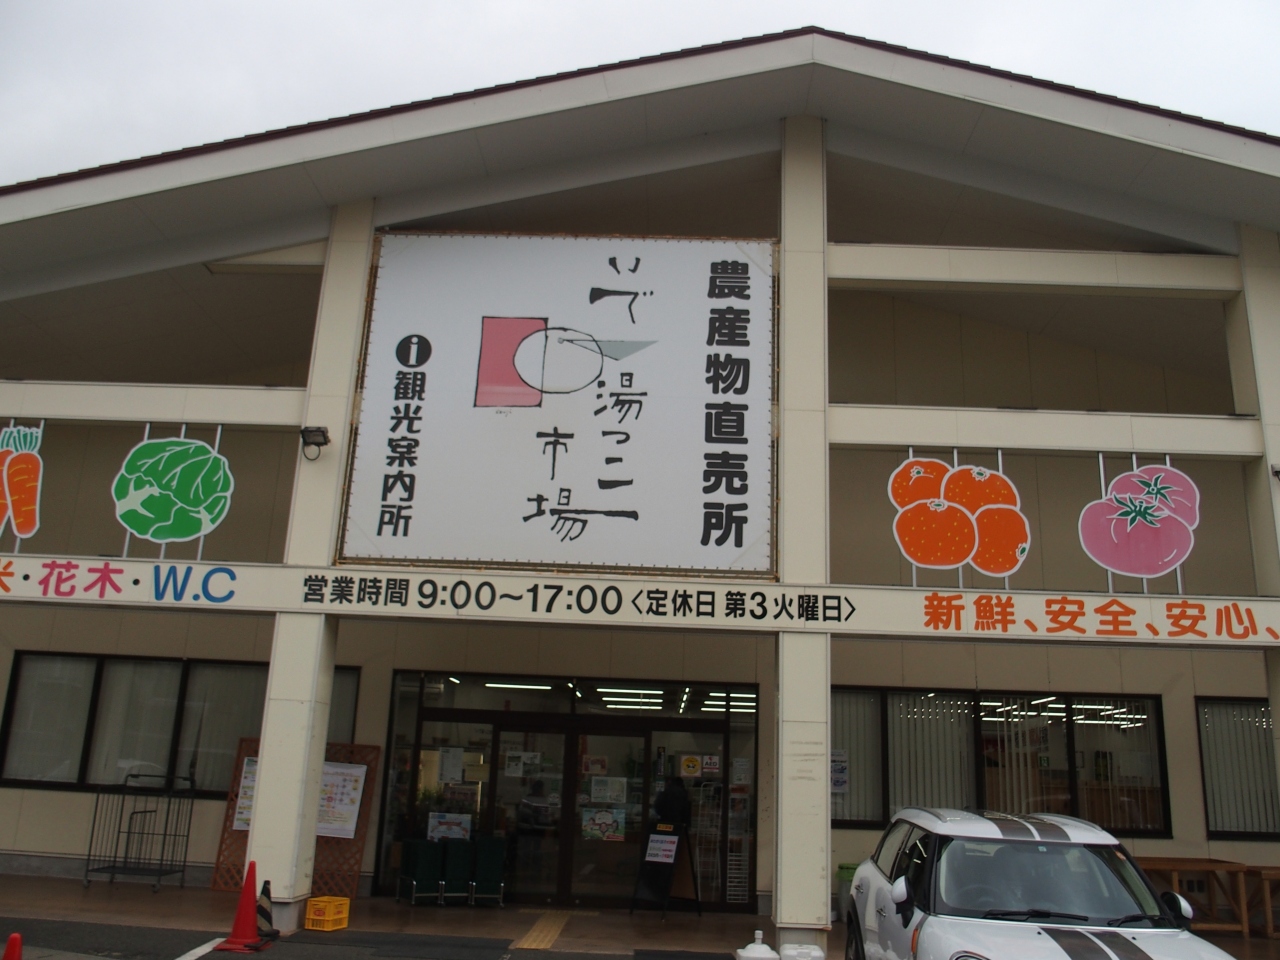 農産物直売所
いで
湯っこ
市場
i観光案内所
・花木・W.C
営業時間 9:00～17:00〈定休日 第3火曜日〉
新鮮、安全、安心、
AED